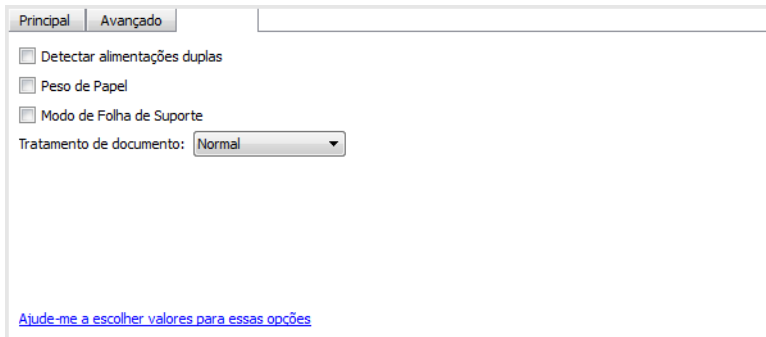 Principal Avançado
Detectar alimentações duplas
Peso de Papel
Modo de Folha de Suporte
Tratamento de documento: Normal
Ajude-me a escolher valores para essas opções